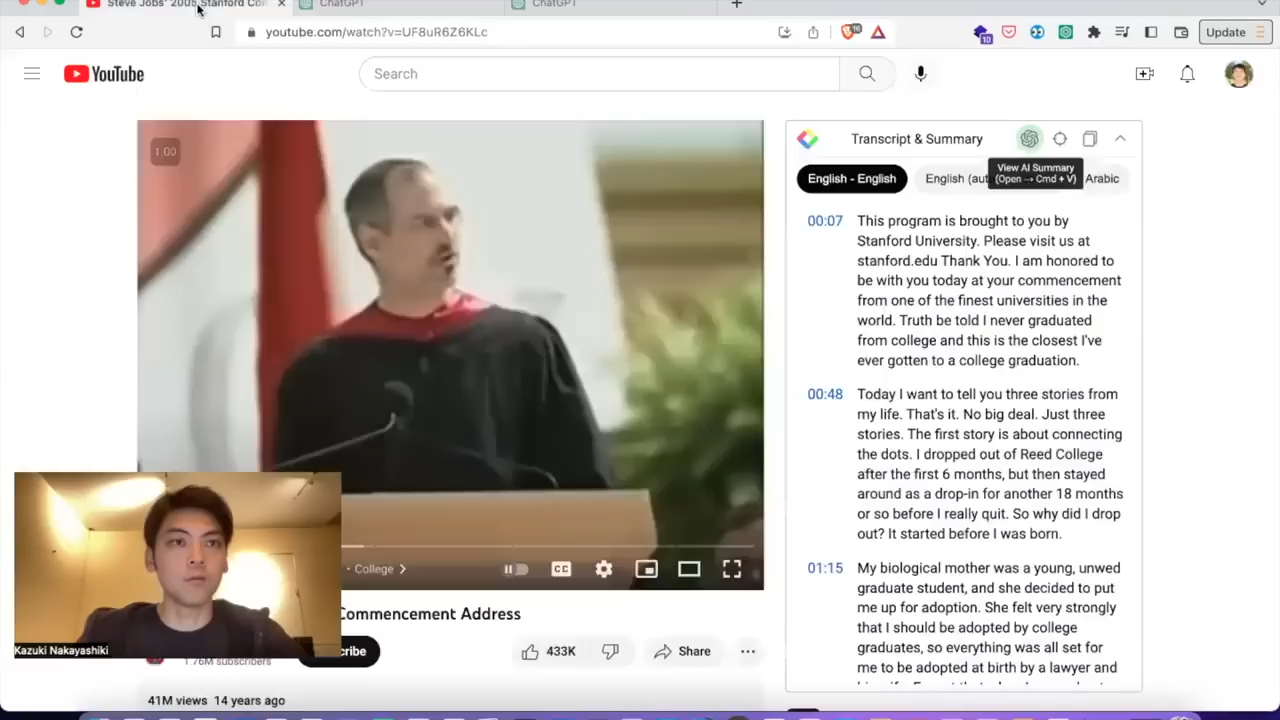 Steve Jobs' 2005 Stanford Com
ChatGPT
ChatGPT
youtube.com/watch?v=UF8uR6Z6KLc
16
10
Update
YouTube
Search
1.00
Transcript & Summary
View AI Summary
(Open → Cmd + V)
English - English
English (au
Arabic
00:07
This program is brought to you by
Stanford University. Please visit us at
stanford.edu Thank You. I am honored to
be with you today at your commencement
from one of the finest universities in the
world. Truth be told I never graduated
from college and this is the closest I've
ever gotten to a college graduation.
00:48
Today I want to tell you three stories from
my life. That's it. No big deal. Just three
stories. The first story is about connecting
the dots. I dropped out of Reed College
after the first 6 months, but then stayed
around as a drop-in for another 18 months
or so before I really quit. So why did I drop
out? It started before I was born.
01:15
My biological mother was a young, unwed
graduate student, and she decided to put
me up for adoption. She felt very strongly
that I should be adopted by college
graduates, so everything was all set for
me to be adopted at birth by a lawyer and
· College
CC
Commencement Address
Kazuki Nakayashiki
1.76M subscribers
cribe
433K
Share
41M views 14 years ago